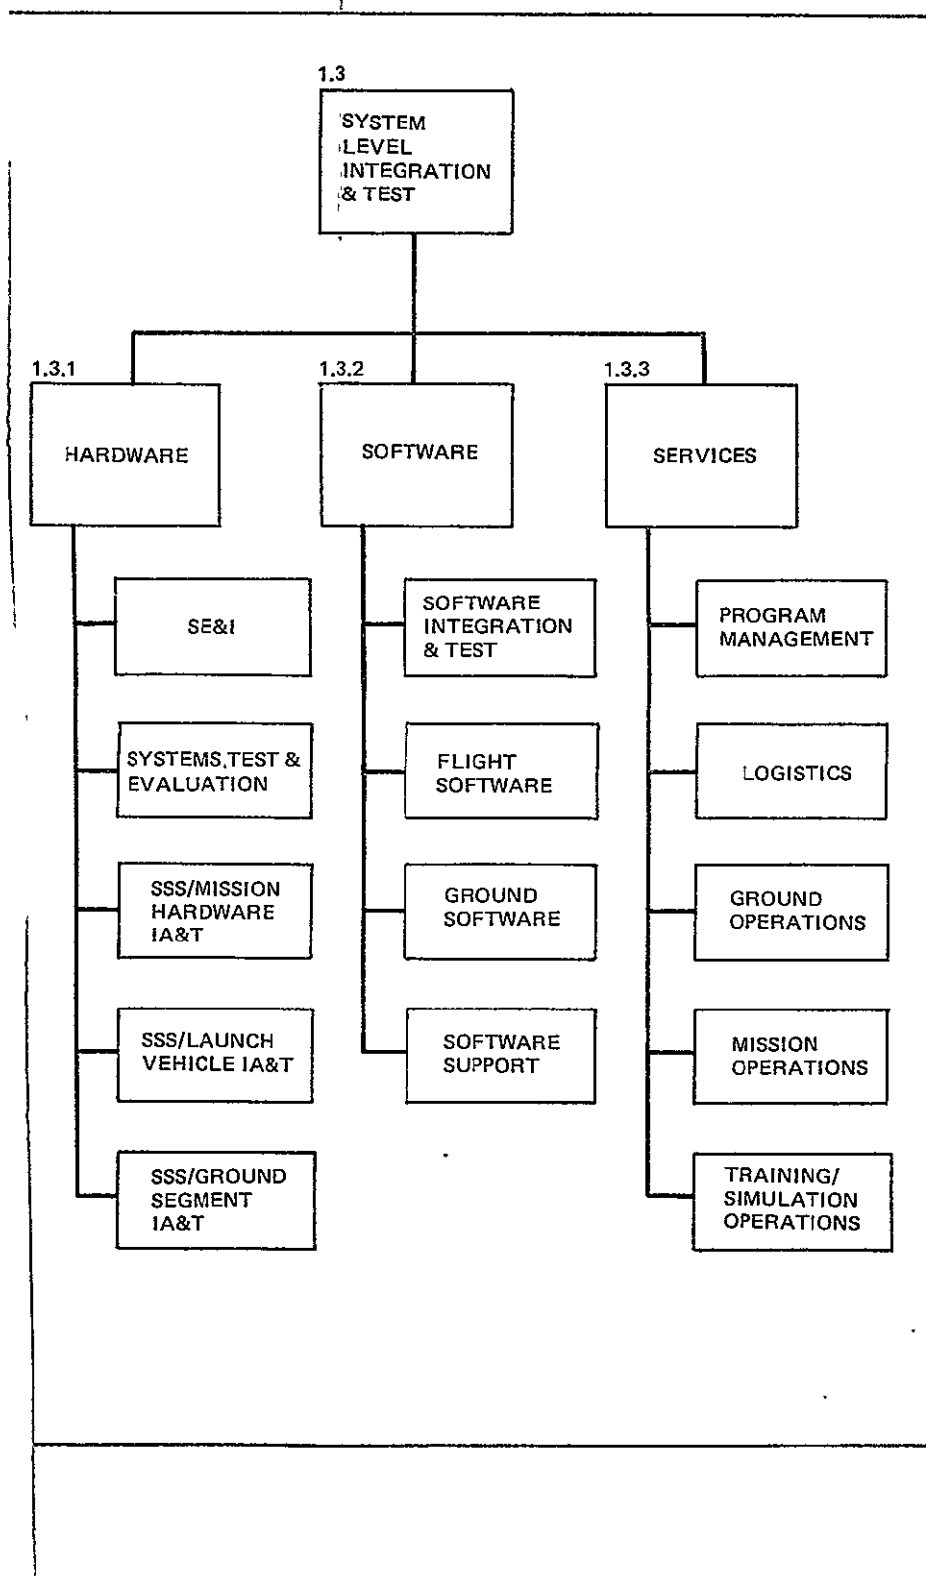 1.3
SYSTEM
LEVEL
INTEGRATION
& TEST
1.3.1
HARDWARE
SE&I
SYSTEMS, TEST &
EVALUATION
SSS/MISSION
HARDWARE
IA&T
SSS/LAUNCH
VEHICLE IA&T
SSS/GROUND
SEGMENT
IA&T
1.3.2
SOFTWARE
SOFTWARE
INTEGRATION
& TEST
FLIGHT
SOFTWARE
GROUND
SOFTWARE
SOFTWARE
SUPPORT
1.3.3
SERVICES
PROGRAM
MANAGEMENT
LOGISTICS
GROUND
OPERATIONS
MISSION
OPERATIONS
TRAINING/
SIMULATION
OPERATIONS